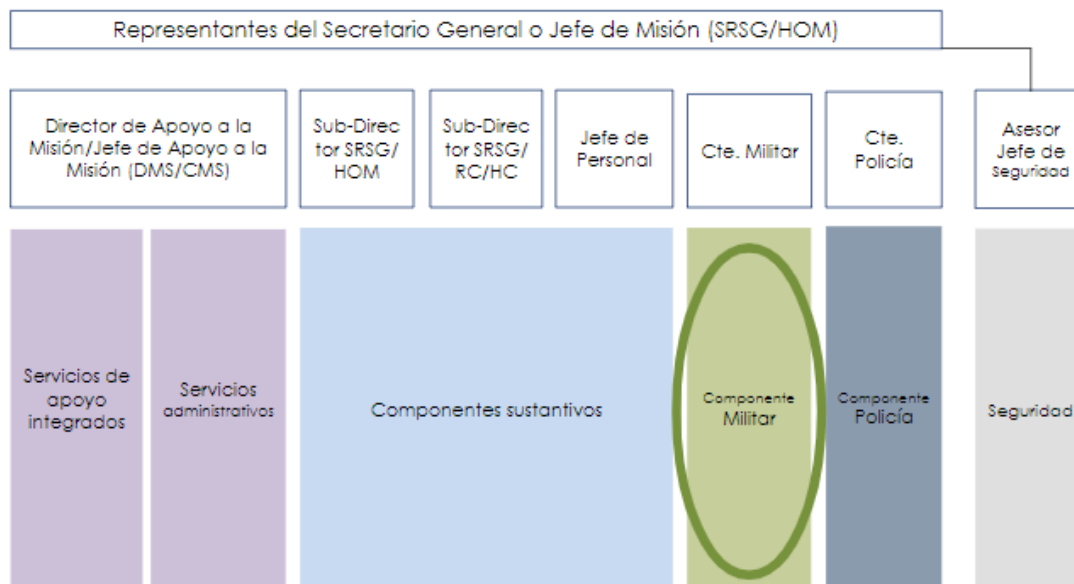 Representantes del Secretario General o Jefe de Misión (SRSG/HOM)
Director de Apoyo a la
Misión/Jefe de Apoyo a la
Misión (DMS/CMS)
Sub-Direc
tor SRSG/
HOM
Sub-Direc
tor SRSG/
RC/HC
Jefe de
Personal
Cte. Militar
Cte.
Policía
Asesor
Jefe de
Seguridad
Servicios de
apoyo
integrados
Servicios
administrativos
Componentes sustantivos
Componente
Militar
Componente
Policía
Seguridad